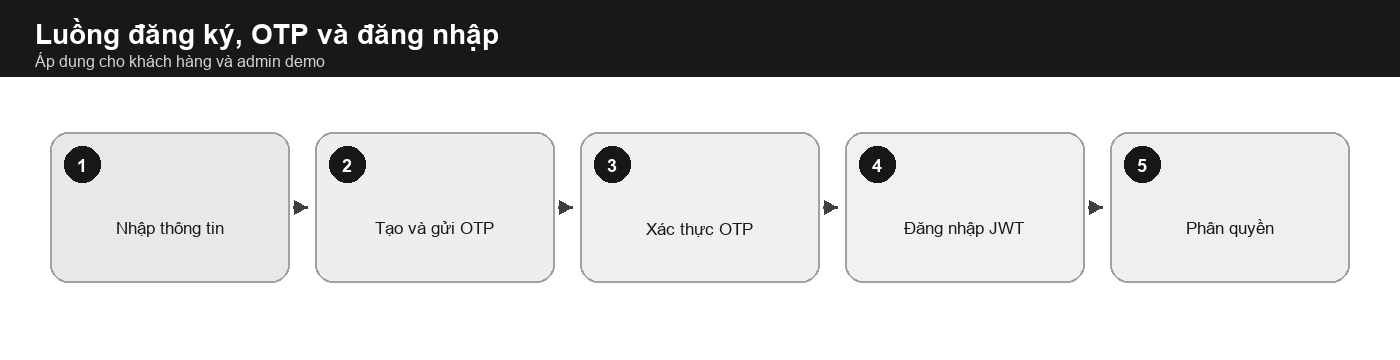 Luồng đăng ký, OTP và đăng nhập
Áp dụng cho khách hàng và admin demo
1
Nhập thông tin
2
Tạo và gửi OTP
3
Xác thực OTP
4
Đăng nhập JWT
5
Phân quyền